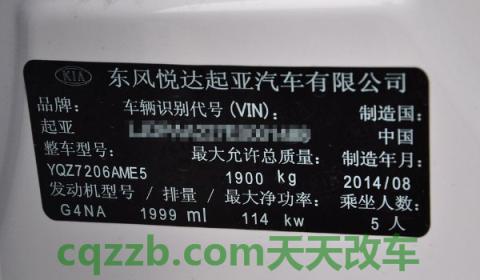 KIA 东风悦达起亚汽车有限公司
品牌: 车辆识别代号(VIN): 制造国:
起亚 中国
整车型号: 最大允许总质量: 制造年月:
YQZ7206AME5 1900 kg 2014/08
发动机型号 / 排量 / 最大净功率: 乘坐人数:
G4NA 1999 ml 114 kw 5 人
cqzzb.com天天改车